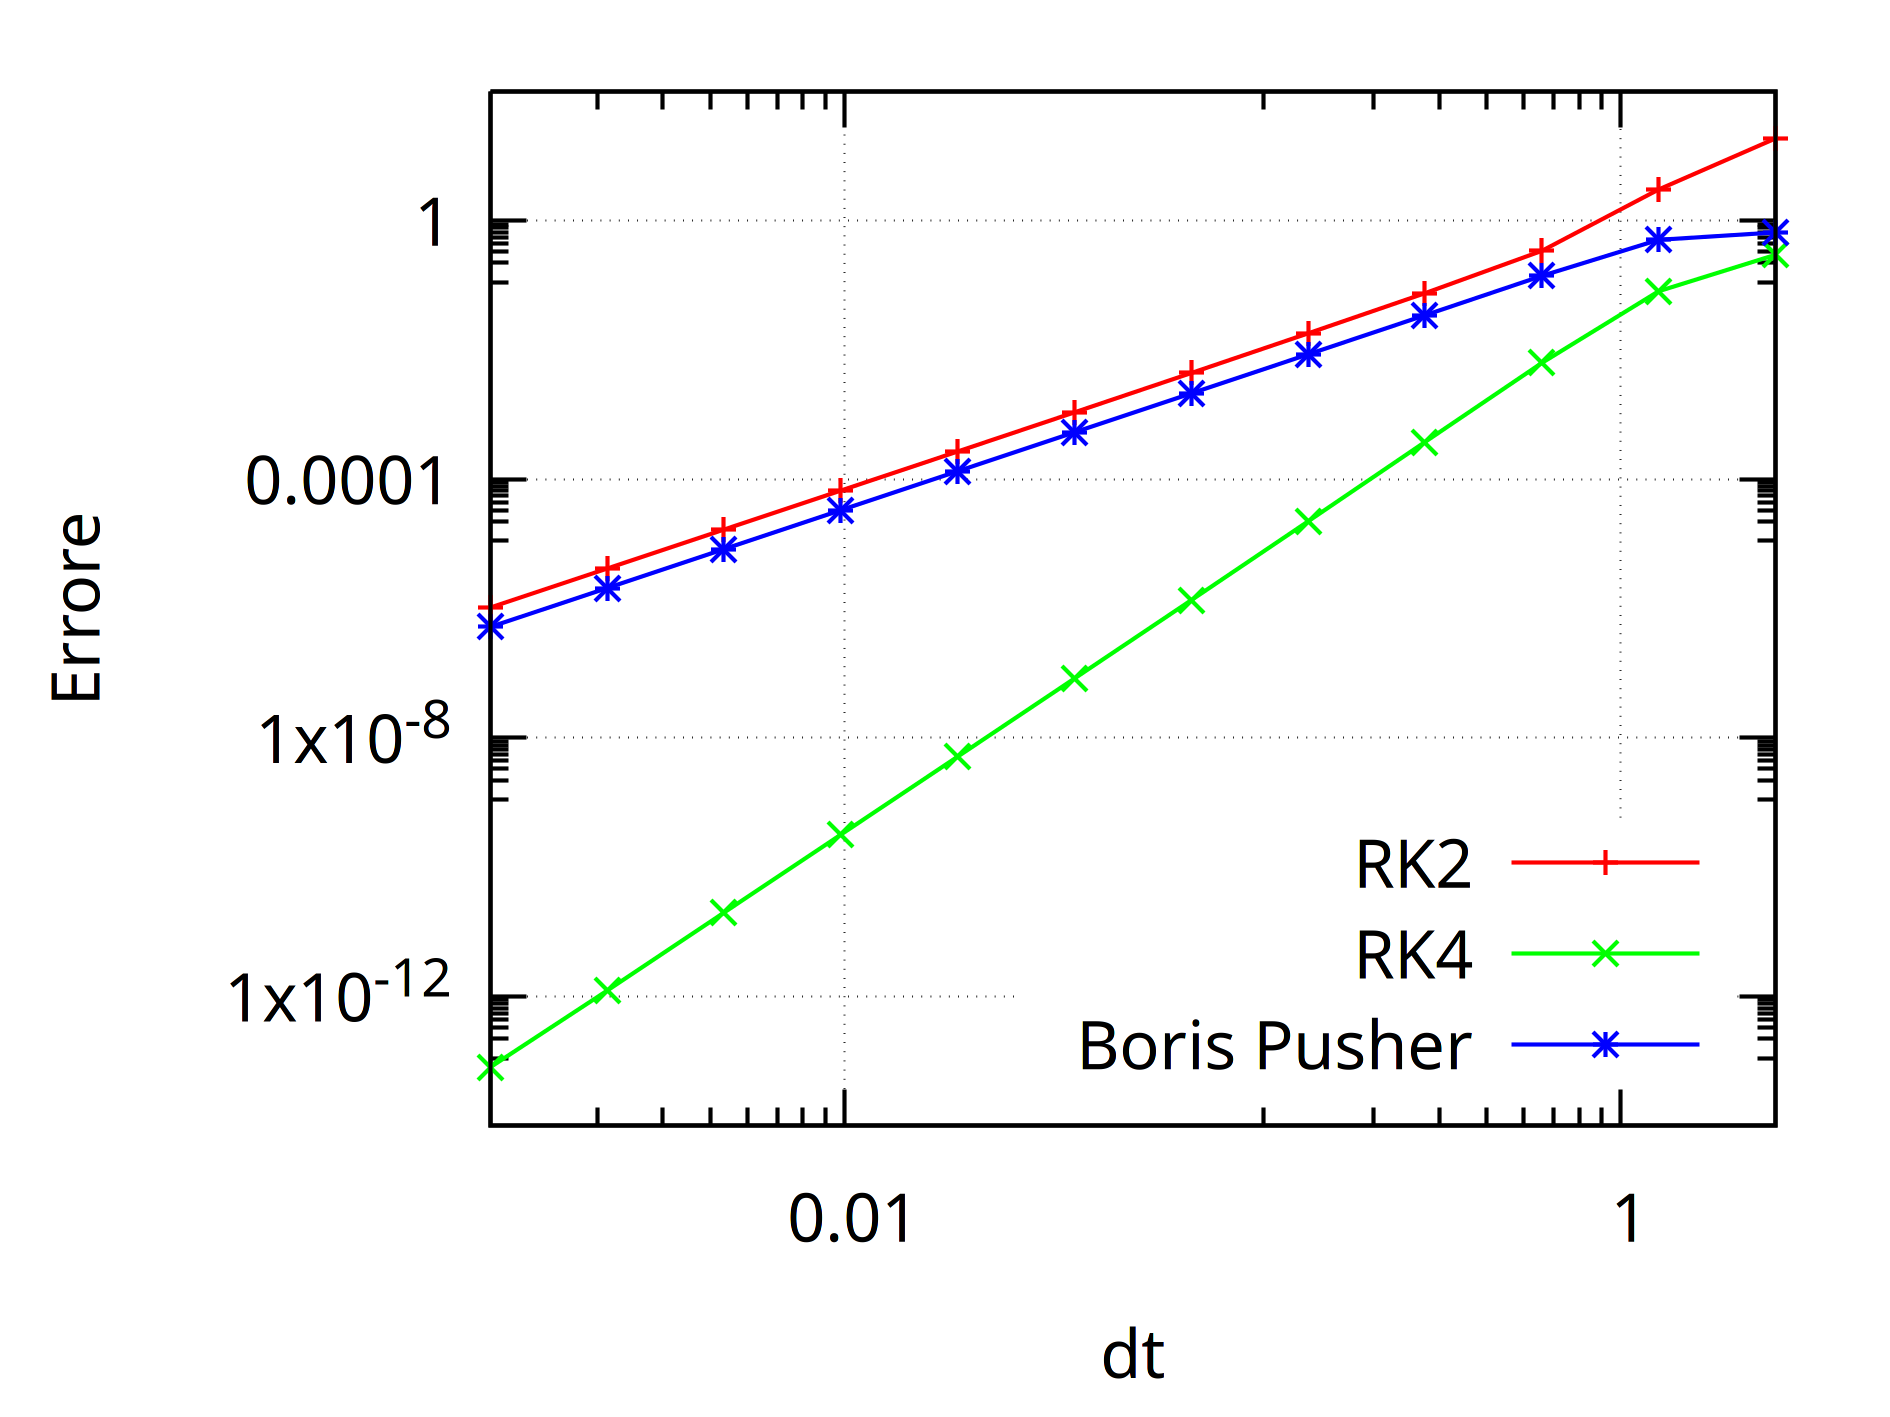 1
0.0001
1x10⁻⁸
1x10⁻¹²
Errore
RK2
RK4
Boris Pusher
0.01
1
dt